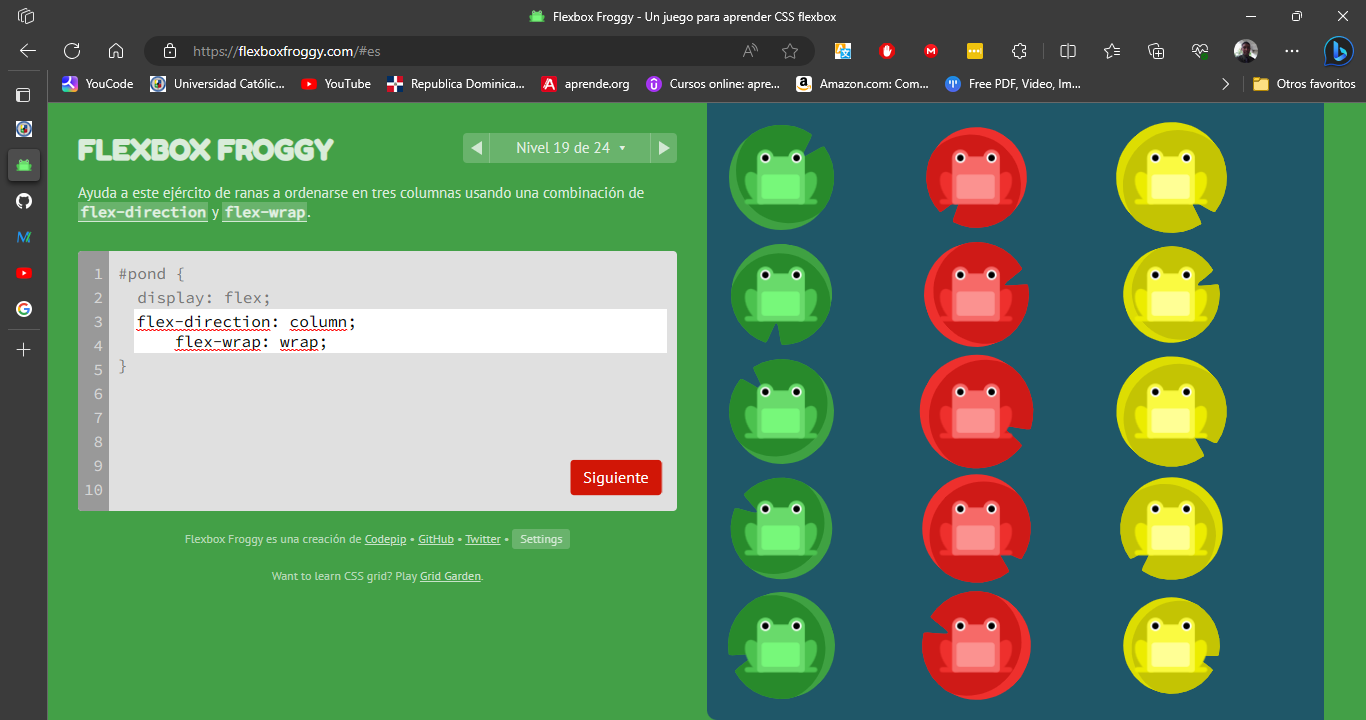 Flexbox Froggy - Un juego para aprender CSS flexbox
https://flexboxfroggy.com/#es
YouCode
Universidad Católic...
YouTube
Republica Dominica...
aprende.org
Cursos online: apre...
Amazon.com: Com...
Free PDF, Video, Im...
Otros favoritos
FLEXBOX FROGGY
Nivel 19 de 24
Ayuda a este ejército de ranas a ordenarse en tres columnas usando una combinación de
flex-direction y flex-wrap.
1 #pond {
2 display: flex;
3 flex-direction: column;
4 flex-wrap: wrap;
5 }
6
7
8
9
10
Siguiente
Flexbox Froggy es una creación de Codepip • GitHub • Twitter • Settings
Want to learn CSS grid? Play Grid Garden.